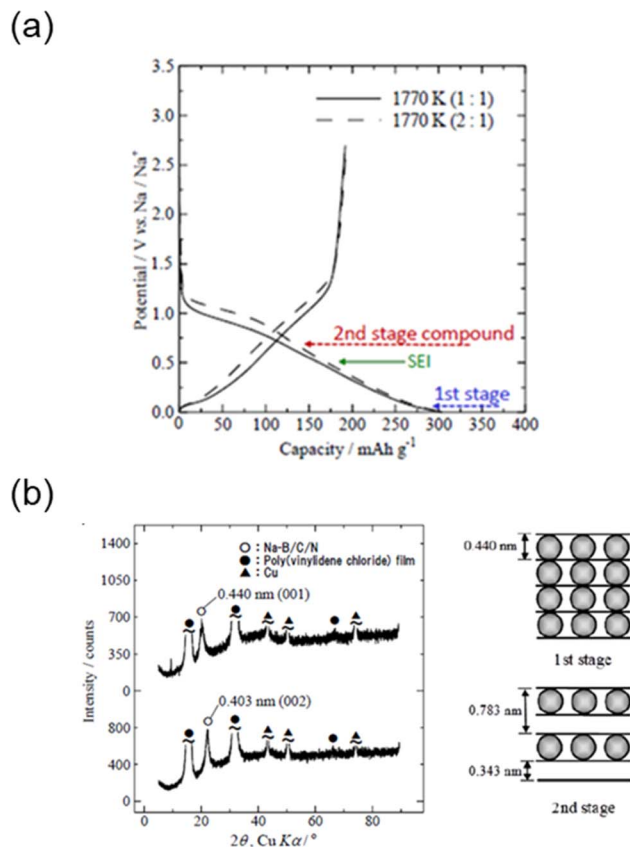 (a)
3.5
3.0
2.5
2.0
1.5
1.0
0.5
0.0
Potential / V vs. Na / Na⁺
1770 K (1 : 1)
1770 K (2 : 1)
2nd stage compound
SEI
1st stage
0 50 100 150 200 250 300 350 400
Capacity / mAh g⁻¹
(b)
1400
1050
700
350
0
800
400
0
Intensity / counts
○ : Na-B/C/N
● : Poly(vinylidene chloride) film
▲ : Cu
0.440 nm (001)
0.403 nm (002)
0 20 40 60 80
2θ, Cu Kα / °
0.440 nm
1st stage
0.783 nm
0.343 nm
2nd stage